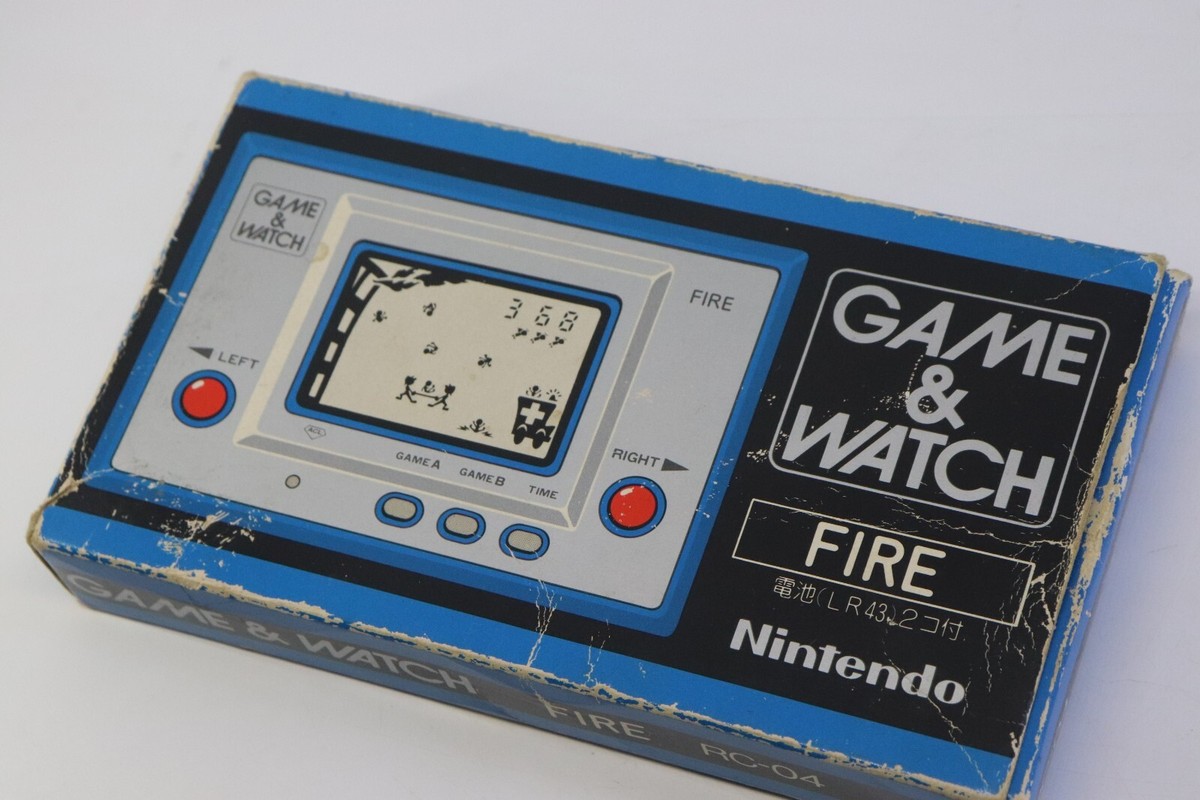 GAME
&
WATCH
FIRE
368
LEFT
ACL
GAME A GAME B TIME
RIGHT
GAME
&
WATCH
FIRE
電池(LR43)2コ付
Nintendo
GAME & WATCH FIRE RC-04